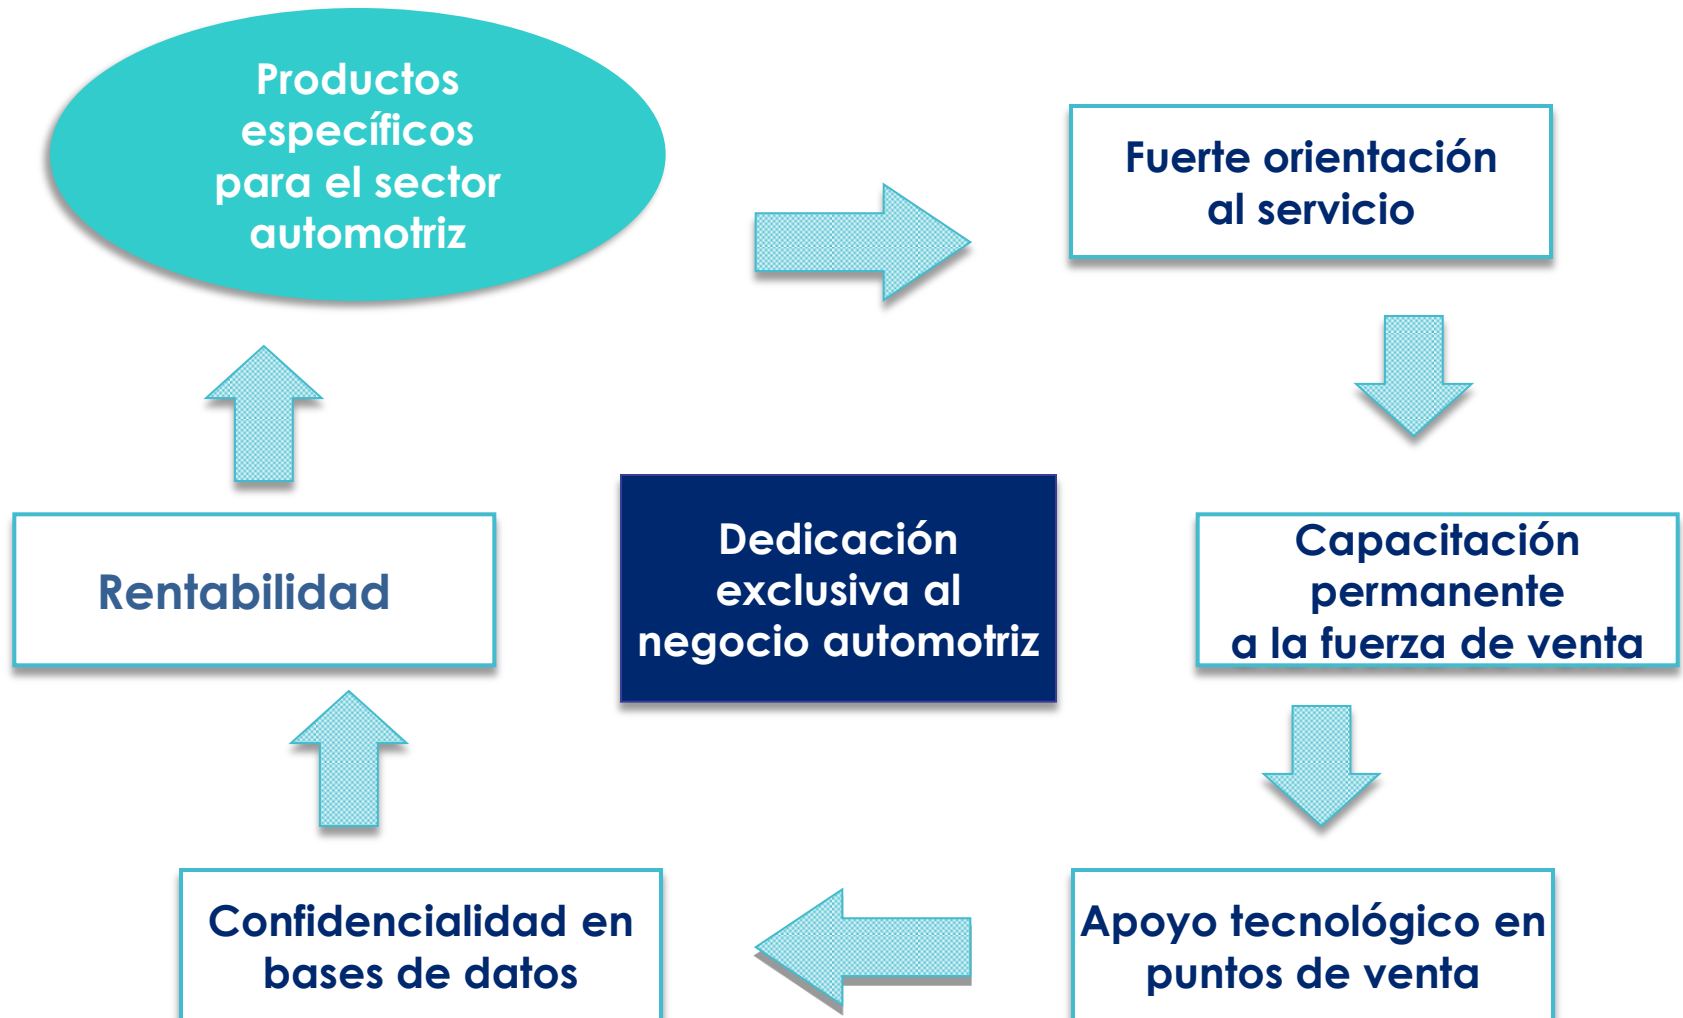 Productos
específicos
para el sector
automotriz
Fuerte orientación
al servicio
Rentabilidad
Dedicación
exclusiva al
negocio automotriz
Capacitación
permanente
a la fuerza de venta
Confidencialidad en
bases de datos
Apoyo tecnológico en
puntos de venta